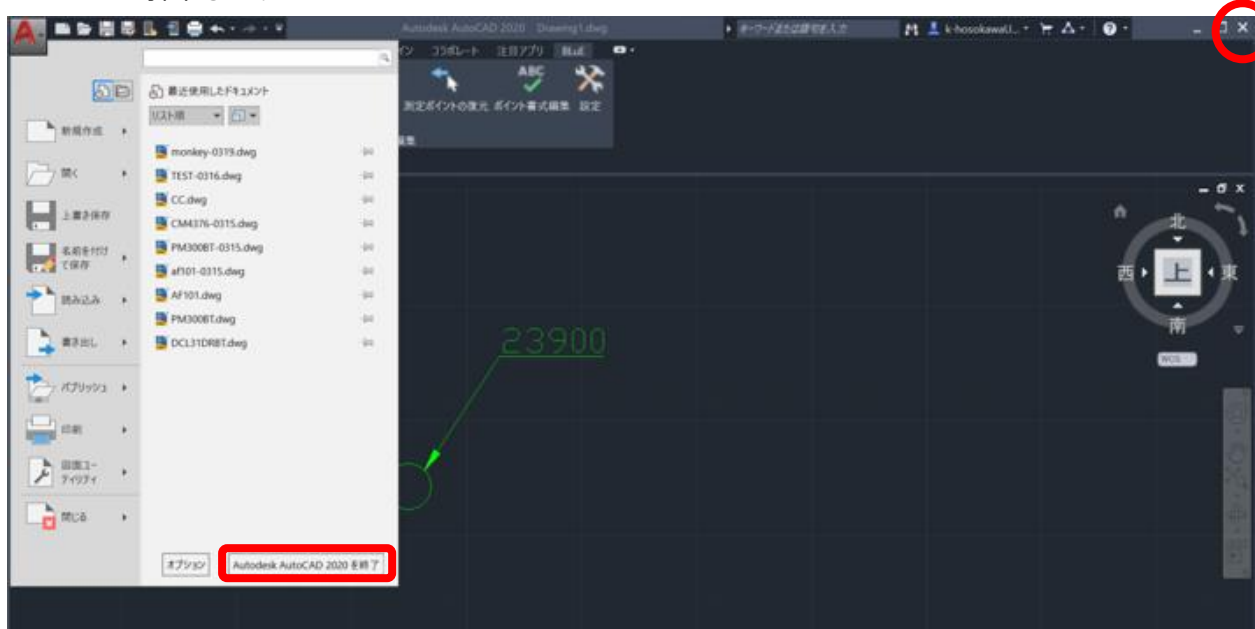 Autodesk AutoCAD 2020 Drawing1.dwg
キーワードまたは語句を入力
k-hosokawaU...
コラボレート 注目アプリ BLuE
測定ポイントの復元 ポイント書式編集 設定
ABC
最近使用したドキュメント
リスト順
新規作成
開く
上書き保存
名前を付け
て保存
読み込み
書き出し
パブリッシュ
印刷
図面ユー
ティリティ
閉じる
monkey-0319.dwg
TEST-0316.dwg
CC.dwg
CM4376-0315.dwg
PM300BT-0315.dwg
af101-0315.dwg
AF101.dwg
PM300BT.dwg
DCL31DRBT.dwg
オプション
Autodesk AutoCAD 2020 を終了
23900
北
西
上
東
南
WCS